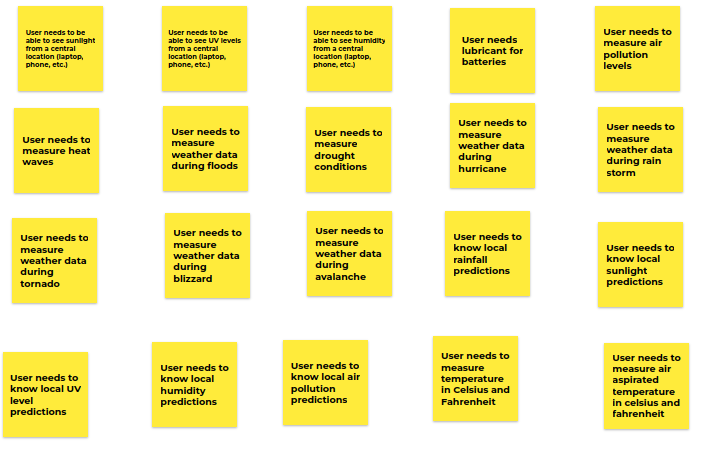 User needs to be
able to see sunlight
from a central
location (laptop,
phone, etc.)
User needs to be
able to see UV levels
from a central
location (laptop,
phone, etc.)
User needs to be
able to see humidity
from a central
location (laptop,
phone, etc.)
User needs
lubricant for
batteries
User needs to
measure air
pollution
levels
User needs to
measure heat
waves
User needs to
measure
weather data
during floods
User needs to
measure
drought
conditions
User needs to
measure
weather data
during
hurricane
User needs to
measure
weather data
during rain
storm
User needs to
measure
weather data
during
tornado
User needs to
measure
weather data
during
blizzard
User needs to
measure
weather data
during
avalanche
User needs to
know local
rainfall
predictions
User needs to
know local
sunlight
predictions
User needs to
know local UV
level
predictions
User needs to
know local
humidity
predictions
User needs to
know local air
pollution
predictions
User needs to
measure
temperature
in Celsius and
Fahrenheit
User needs to
measure air
aspirated
temperature
in celsius and
fahrenheit